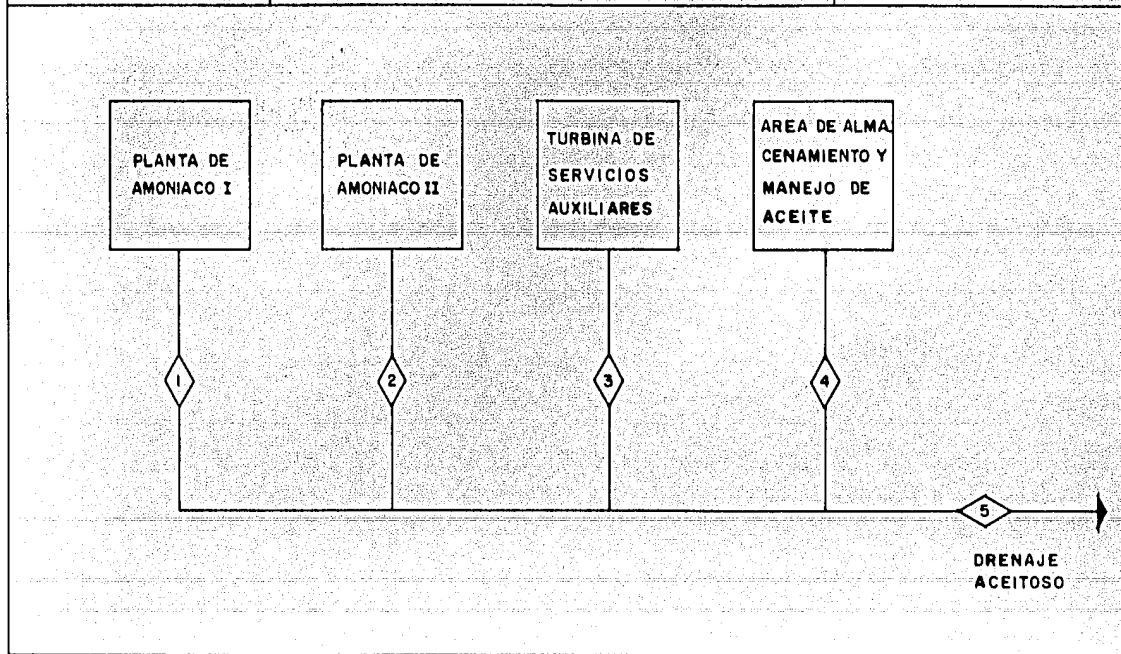 PLANTA DE
AMONIACO I
PLANTA DE
AMONIACO II
TURBINA DE
SERVICIOS
AUXILIARES
AREA DE ALMA
CENAMIENTO Y
MANEJO DE
ACEITE
1
2
3
4
5
DRENAJE
ACEITOSO